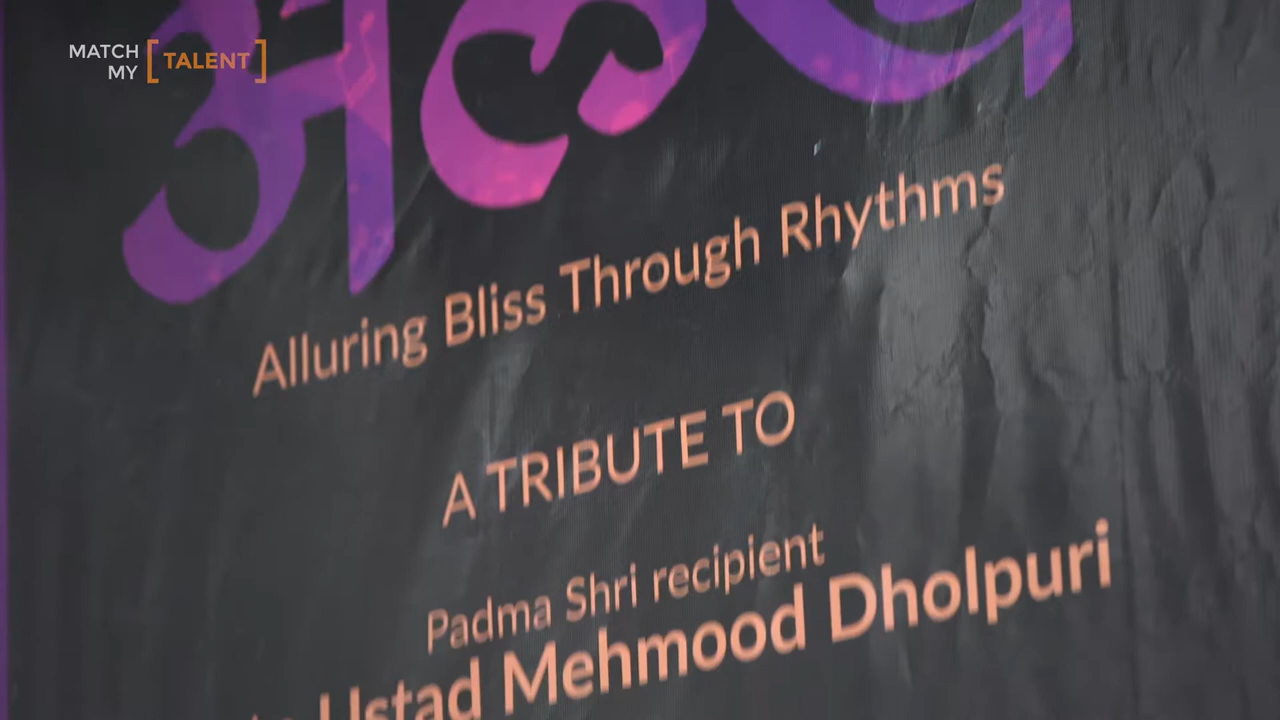 MATCH
MY [TALENT]
Alluring Bliss Through Rhythms
A TRIBUTE TO
Padma Shri recipient
Ustad Mehmood Dholpuri